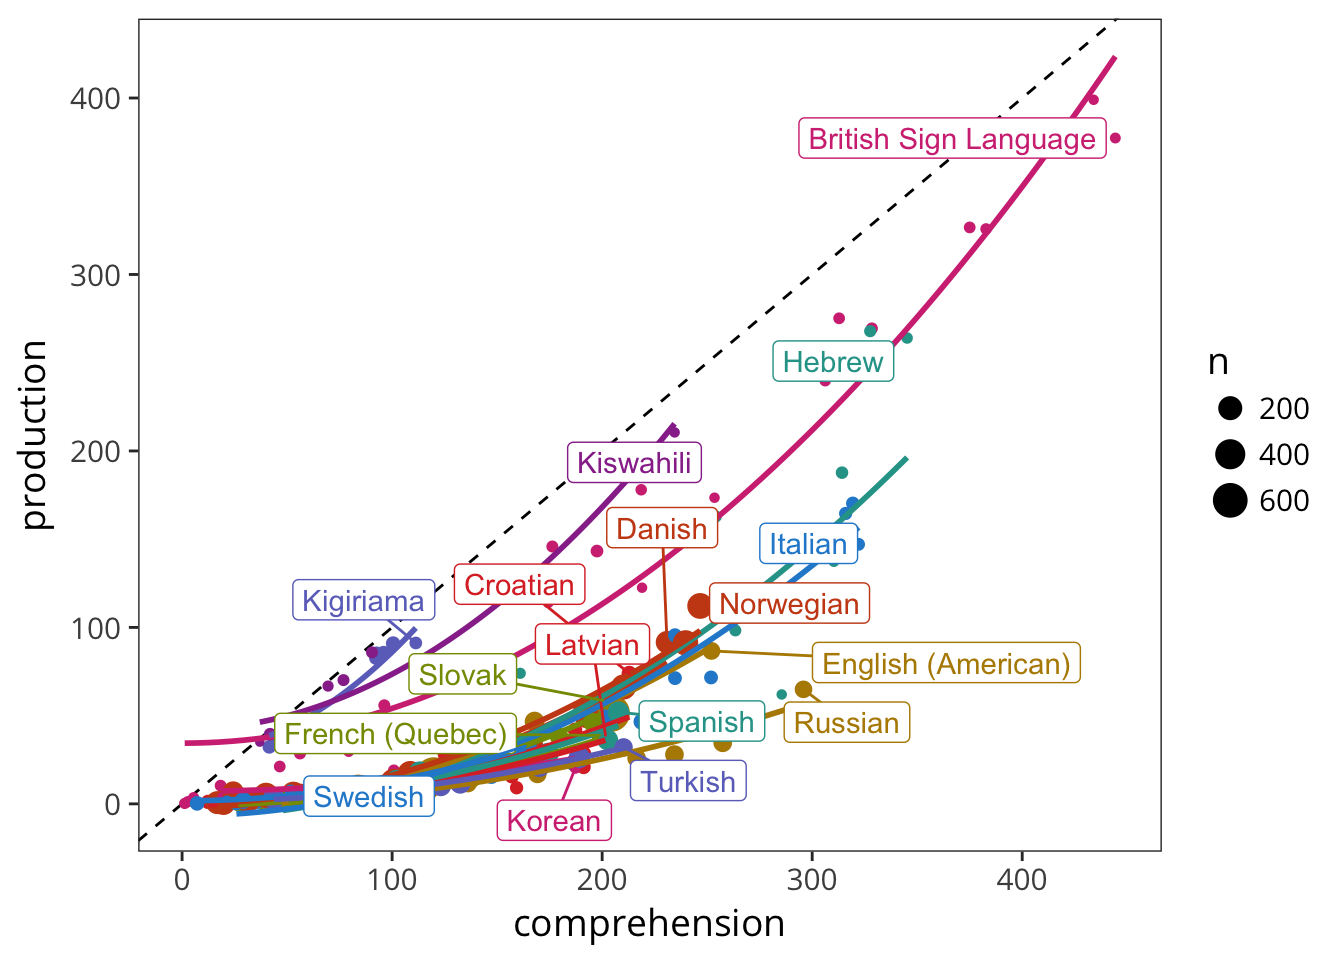 400
300
200
100
0
production
0
100
200
300
400
comprehension
British Sign Language
Hebrew
Kiswahili
Danish
Italian
Croatian
Kigiriama
Norwegian
Latvian
English (American)
Slovak
Spanish
Russian
French (Quebec)
Turkish
Swedish
Korean
n
200
400
600